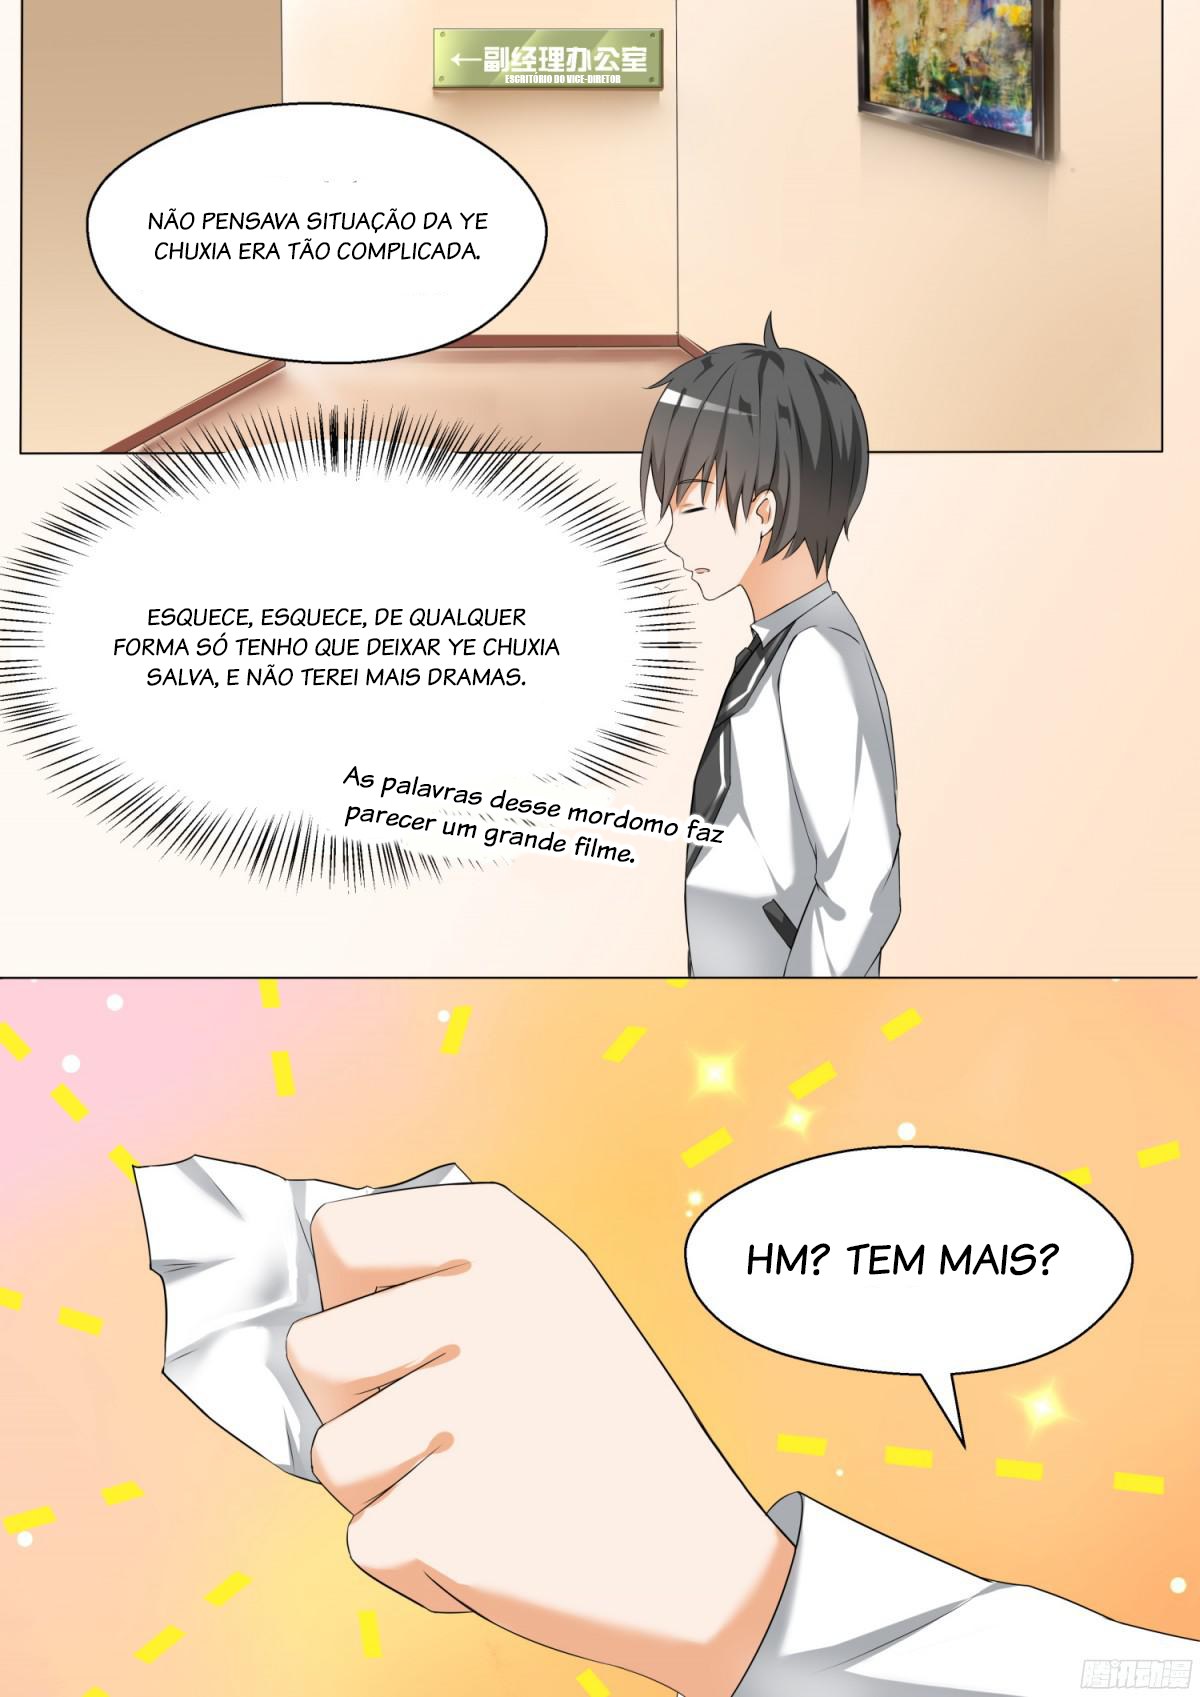 ←副经理办公室
ESCRITÓRIO DO VICE-DIRETOR
NÃO PENSAVA SITUAÇÃO DA YE
CHUXIA ERA TÃO COMPLICADA.
ESQUECE, ESQUECE, DE QUALQUER
FORMA SÓ TENHO QUE DEIXAR YE CHUXIA
SALVA, E NÃO TEREI MAIS DRAMAS.
As palavras desse mordomo faz
parecer um grande filme.
HM? TEM MAIS?
腾讯动漫